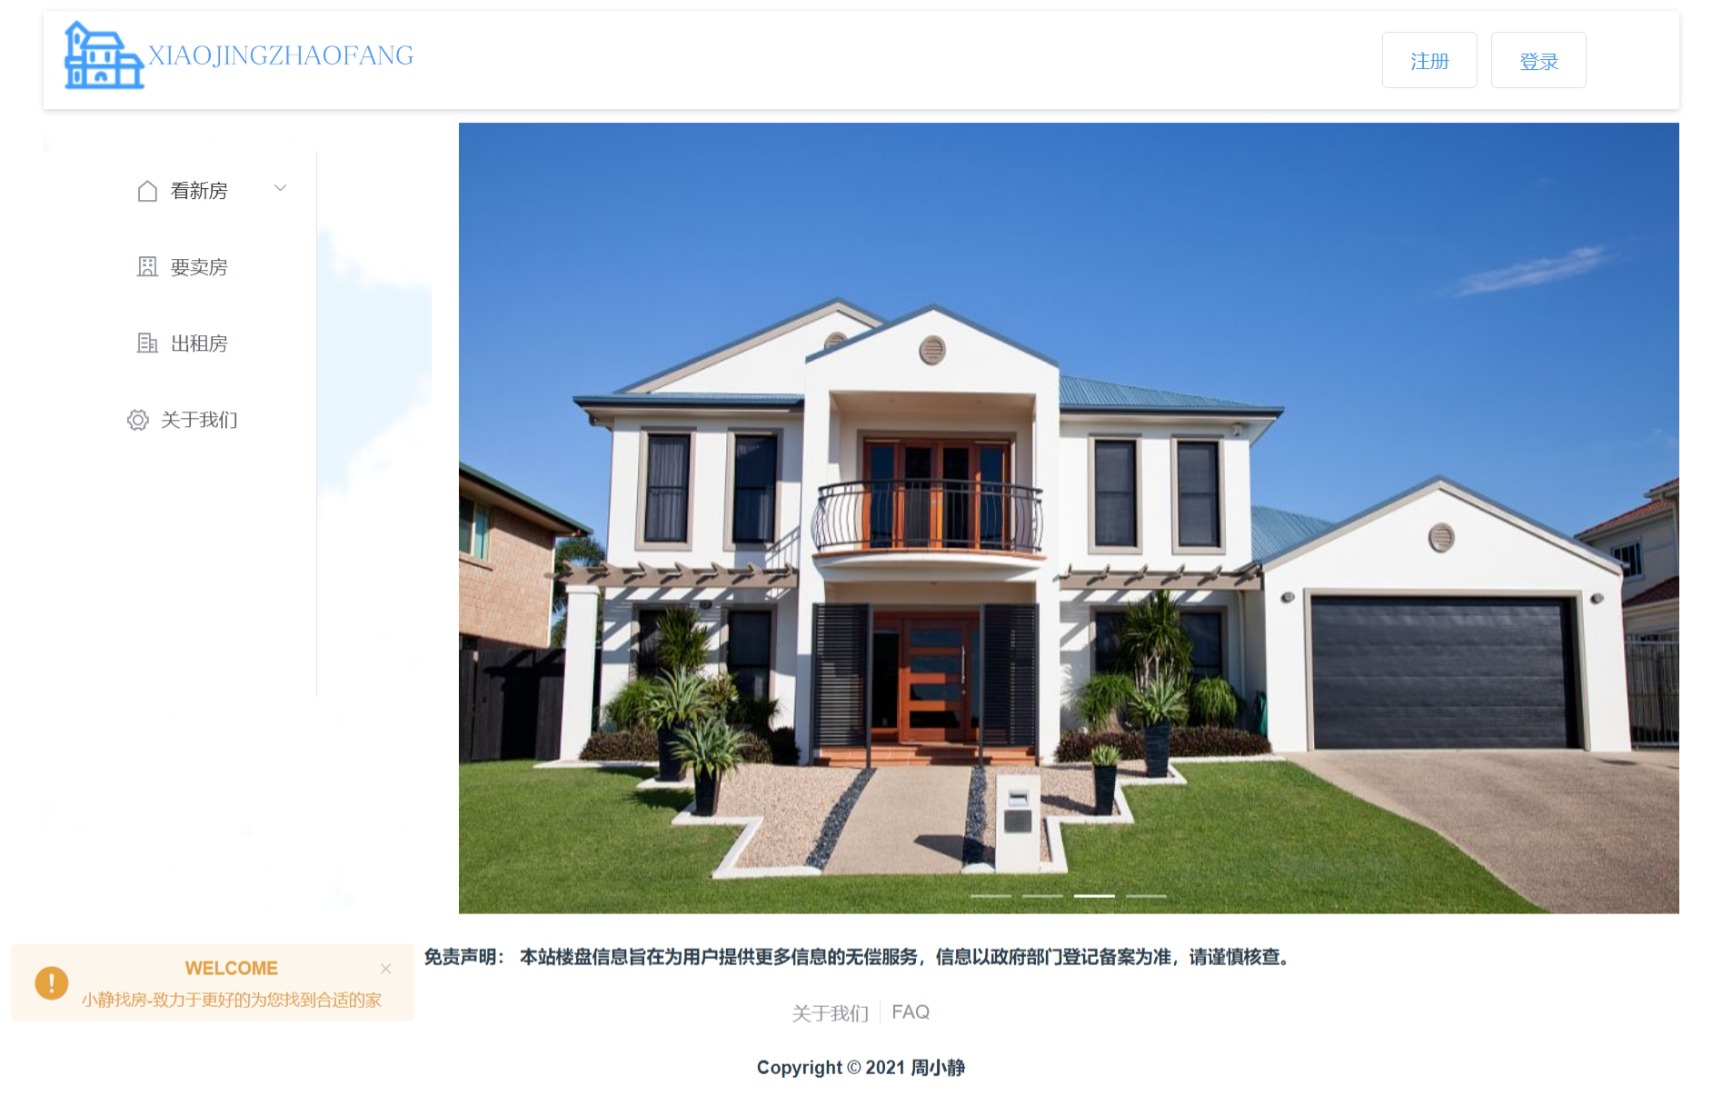 XIAOJINGZHAOFANG
注册
登录
看新房
要卖房
出租房
关于我们
免责声明： 本站楼盘信息旨在为用户提供更多信息的无偿服务，信息以政府部门登记备案为准，请谨慎核查。
WELCOME
小静找房-致力于更好的为您找到合适的家
关于我们
FAQ
Copyright © 2021 周小静